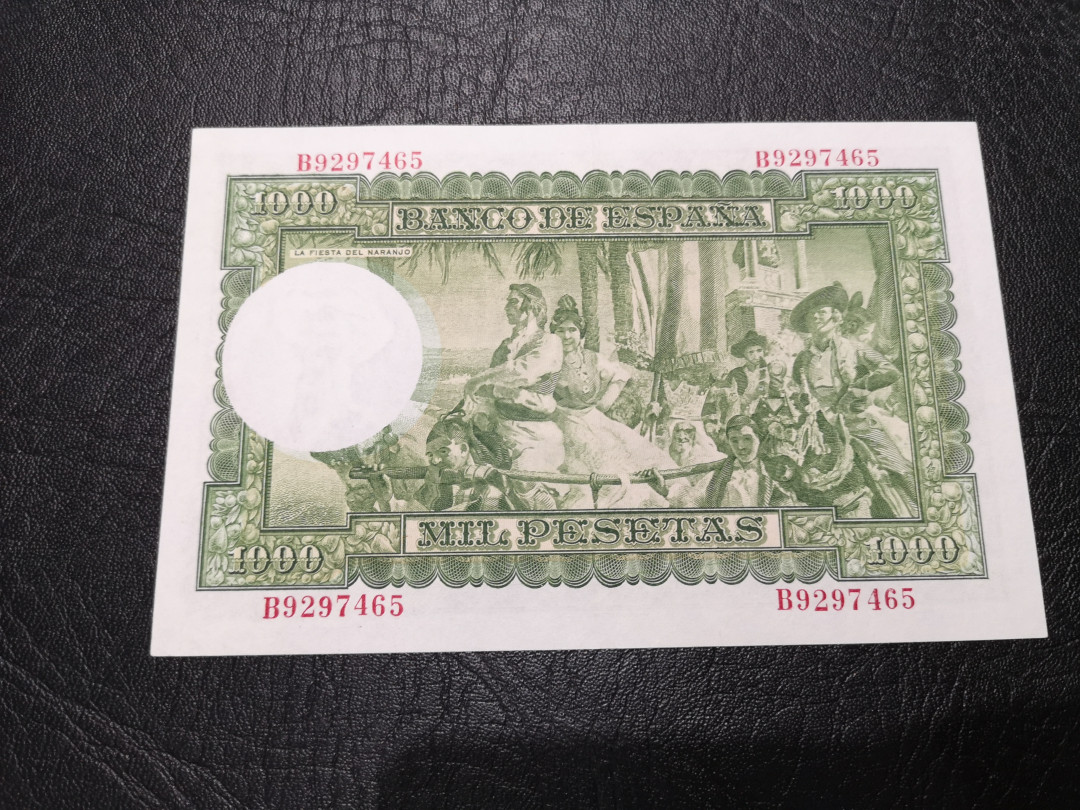 B9297465 B9297465
1000 BANCO DE ESPAÑA 1000
LA FIESTA DEL NARANJO
1000 MIL PESETAS 1000
B9297465 B9297465